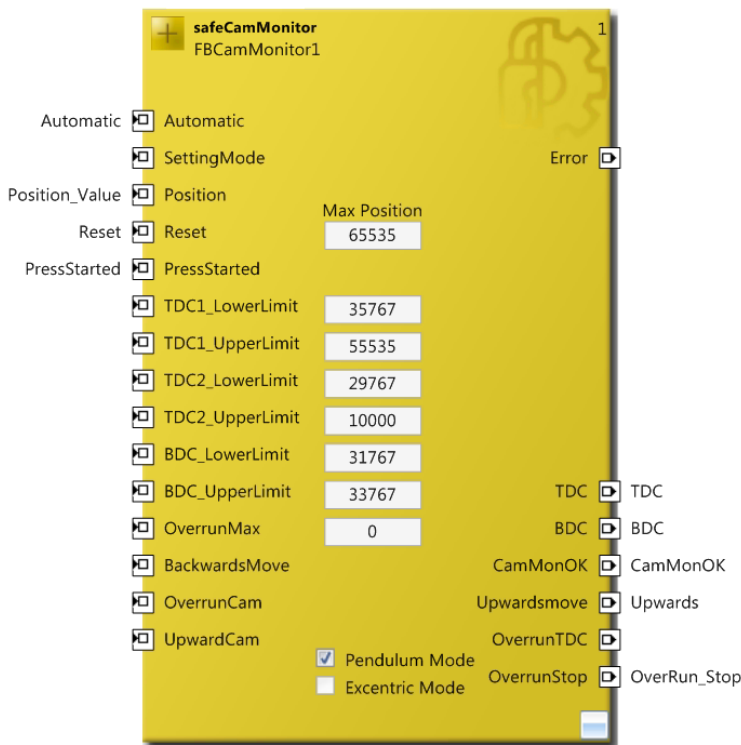 safeCamMonitor 1
FBCamMonitor1
Automatic Automatic
SettingMode Error
Position_Value Position
Max Position
Reset Reset 65535
PressStarted PressStarted
TDC1_LowerLimit 35767
TDC1_UpperLimit 55535
TDC2_LowerLimit 29767
TDC2_UpperLimit 10000
BDC_LowerLimit 31767
BDC_UpperLimit 33767 TDC TDC
OverrunMax 0 BDC BDC
BackwardsMove CamMonOK CamMonOK
OverrunCam Upwardsmove Upwards
UpwardCam OverrunTDC
Pendulum Mode
OverrunStop OverRun_Stop
Excentric Mode